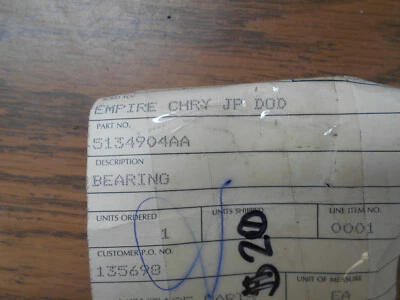 EMPIRE CHRY JP DOD
PART NO.
5134904AA
DESCRIPTION
BEARING
UNITS ORDERED
UNITS SHIPPED
LINE ITEM NO.
1
0001
CUSTOMER P.O. NO.
$20
135698
UNIT OF MEASURE
EA